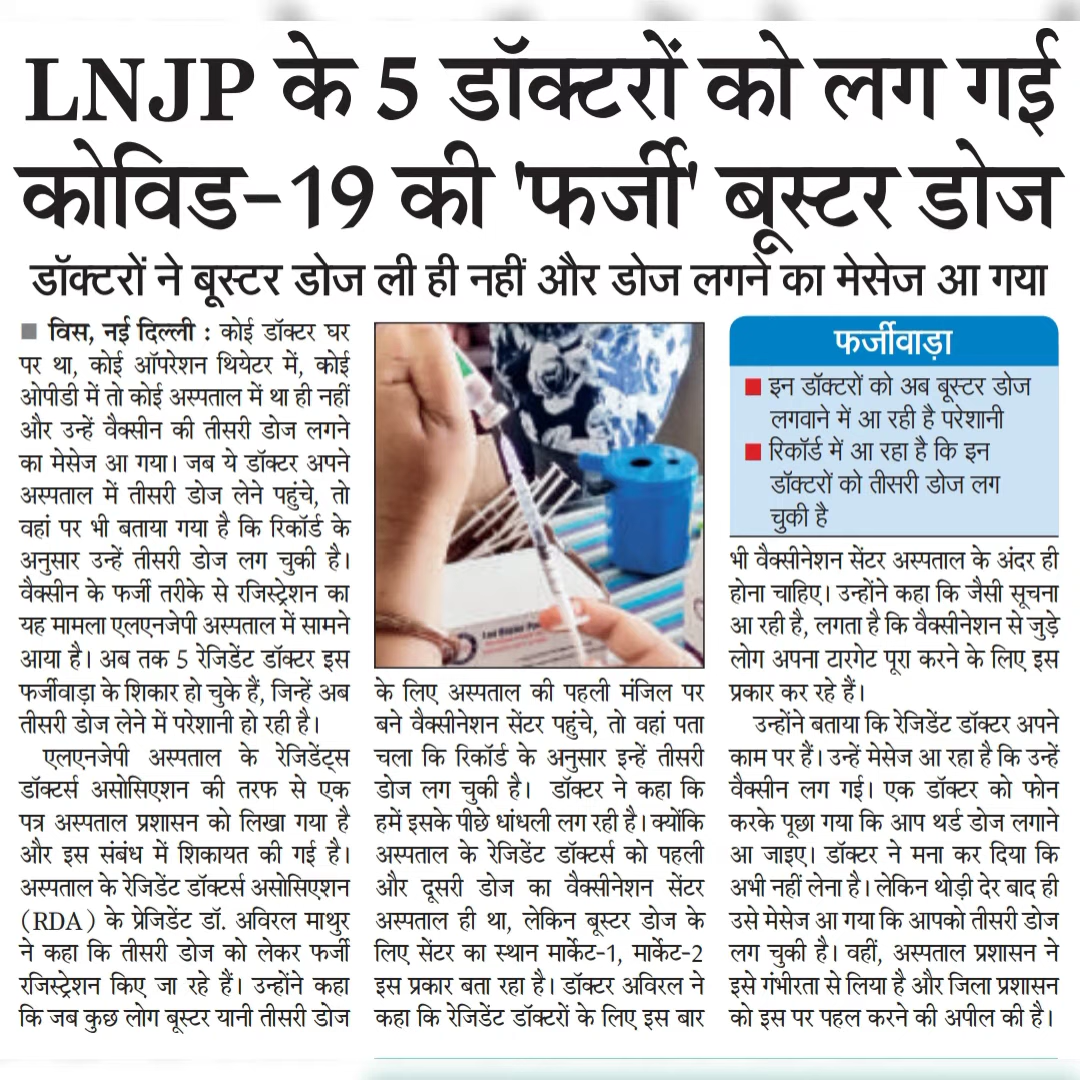 LNJP के 5 डॉक्टरों को लग गई
कोविड-19 की 'फर्जी' बूस्टर डोज
डॉक्टरों ने बूस्टर डोज ली ही नहीं और डोज लगने का मेसेज आ गया
■ विस, नई दिल्ली : कोई डॉक्टर घर
पर था, कोई ऑपरेशन थियेटर में, कोई
ओपीडी में तो कोई अस्पताल में था ही नहीं
और उन्हें वैक्सीन की तीसरी डोज लगने
का मेसेज आ गया। जब ये डॉक्टर अपने
अस्पताल में तीसरी डोज लेने पहुंचे, तो
वहां पर भी बताया गया है कि रिकॉर्ड के
अनुसार उन्हें तीसरी डोज लग चुकी है।
वैक्सीन के फर्जी तरीके से रजिस्ट्रेशन का
यह मामला एलएनजेपी अस्पताल में सामने
आया है। अब तक 5 रेजिडेंट डॉक्टर इस
फर्जीवाड़ा के शिकार हो चुके हैं, जिन्हें अब
तीसरी डोज लेने में परेशानी हो रही है।
एलएनजेपी अस्पताल के रेजिडेंट्स
डॉक्टर्स असोसिएशन की तरफ से एक
पत्र अस्पताल प्रशासन को लिखा गया है
और इस संबंध में शिकायत की गई है।
अस्पताल के रेजिडेंट डॉक्टर्स असोसिएशन
(RDA) के प्रेजिडेंट डॉ. अविरल माथुर
ने कहा कि तीसरी डोज को लेकर फर्जी
रजिस्ट्रेशन किए जा रहे हैं। उन्होंने कहा
कि जब कुछ लोग बूस्टर यानी तीसरी डोज
के लिए अस्पताल की पहली मंजिल पर
बने वैक्सीनेशन सेंटर पहुंचे, तो वहां पता
चला कि रिकॉर्ड के अनुसार इन्हें तीसरी
डोज लग चुकी है। डॉक्टर ने कहा कि
हमें इसके पीछे धांधली लग रही है। क्योंकि
अस्पताल के रेजिडेंट डॉक्टर्स को पहली
और दूसरी डोज का वैक्सीनेशन सेंटर
अस्पताल ही था, लेकिन बूस्टर डोज के
लिए सेंटर का स्थान मार्केट-1, मार्केट-2
इस प्रकार बता रहा है। डॉक्टर अविरल ने
कहा कि रेजिडेंट डॉक्टरों के लिए इस बार
फर्जीवाड़ा
■ इन डॉक्टरों को अब बूस्टर डोज
लगवाने में आ रही है परेशानी
■ रिकॉर्ड में आ रहा है कि इन
डॉक्टरों को तीसरी डोज लग
चुकी है
भी वैक्सीनेशन सेंटर अस्पताल के अंदर ही
होना चाहिए। उन्होंने कहा कि जैसी सूचना
आ रही है, लगता है कि वैक्सीनेशन से जुड़े
लोग अपना टारगेट पूरा करने के लिए इस
प्रकार कर रहे हैं।
उन्होंने बताया कि रेजिडेंट डॉक्टर अपने
काम पर हैं। उन्हें मेसेज आ रहा है कि उन्हें
वैक्सीन लग गई। एक डॉक्टर को फोन
करके पूछा गया कि आप थर्ड डोज लगाने
आ जाइए। डॉक्टर ने मना कर दिया कि
अभी नहीं लेना है। लेकिन थोड़ी देर बाद ही
उसे मेसेज आ गया कि आपको तीसरी डोज
लग चुकी है। वहीं, अस्पताल प्रशासन ने
इसे गंभीरता से लिया है और जिला प्रशासन
को इस पर पहल करने की अपील की है।